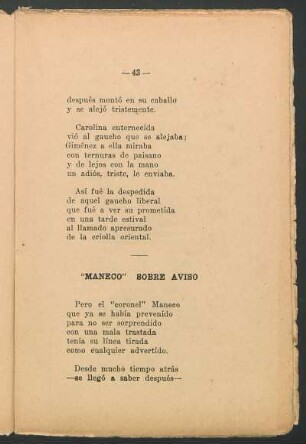 — 43 —
después montó en su caballo
y se alejó tristemente.
Carolina enternecida
vió al gaucho que se alejaba;
Giménez a ella miraba
con ternuras de paisano
y de lejos con la mano
un adiós, triste, le enviaba.
Así fué la despedida
de aquel gaucho liberal
que fué a ver su prometida
en una tarde estival
al llamado apresurado
de la criolla oriental.
"MANECO" SOBRE AVISO
Pero el "coronel" Maneco
que ya se había prevenido
para no ser sorprendido
con una mala trastada
tenía su línea tirada
como cualquier advertido.
Desde mucho tiempo atrás
—se llegó a saber después—